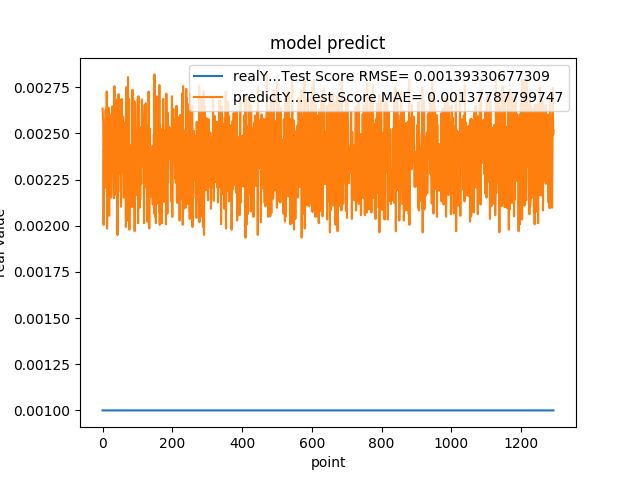 model predict
realY...Test Score RMSE= 0.00139330677309
predictY...Test Score MAE= 0.00137787799747
0.00275
0.00250
0.00225
0.00200
0.00175
0.00150
0.00125
0.00100
real value
0 200 400 600 800 1000 1200
point